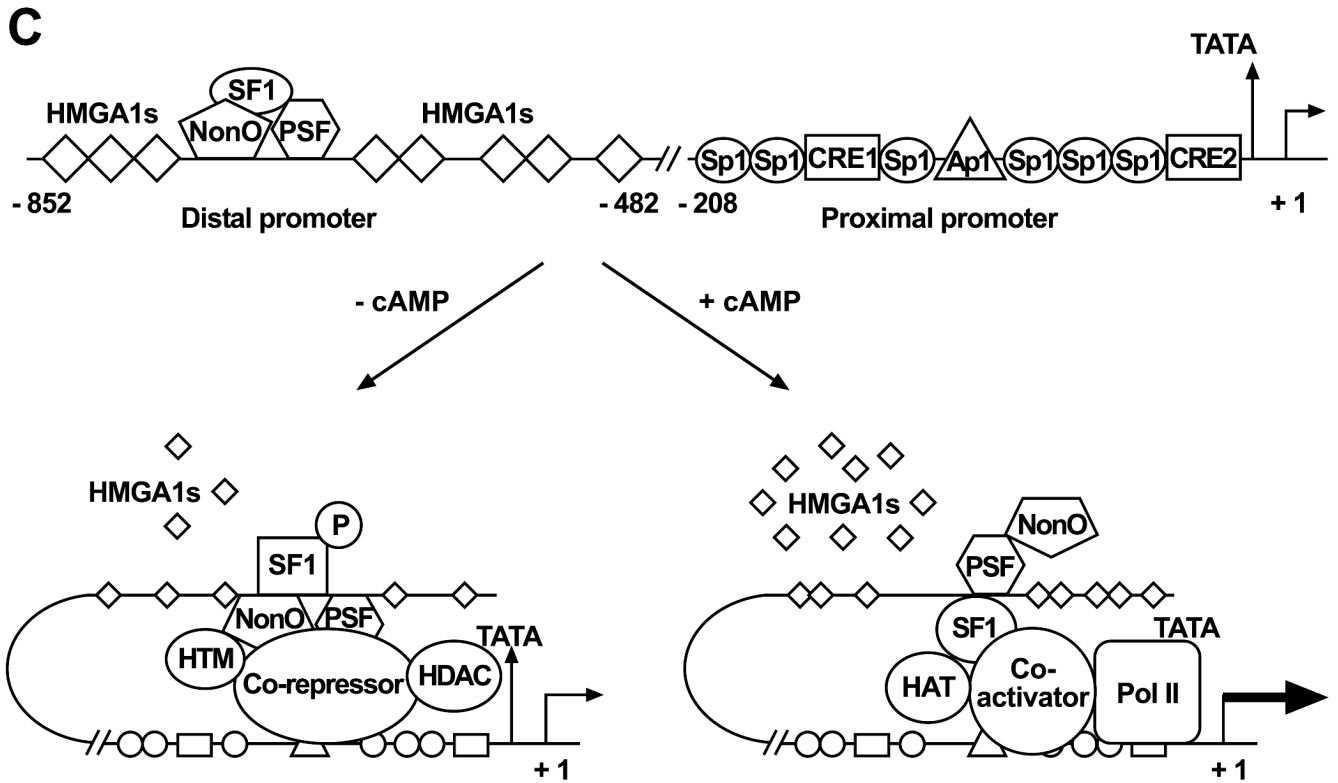 C
TATA
SF1
HMGA1s
HMGA1s
NonO
PSF
Sp1
Sp1
CRE1
Sp1
Ap1
Sp1
Sp1
Sp1
CRE2
- 852
Distal promoter
- 482
- 208
Proximal promoter
+ 1
- cAMP
+ cAMP
HMGA1s
P
SF1
NonO
PSF
HTM
Co-repressor
HDAC
TATA
+ 1
HMGA1s
NonO
PSF
SF1
TATA
HAT
Co-
activator
Pol II
+ 1